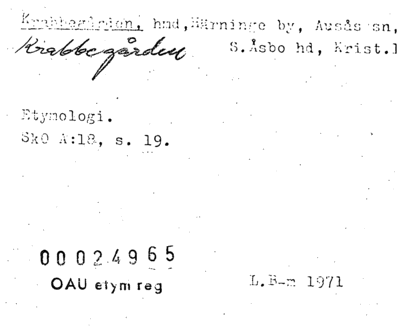 Krabbegården, hmd, Härninge by, Ausås sn,
Krabbegården S.Åsbo hd, Krist.l
Etymologi.
SkO A:18, s. 19.
00024965
OAU etym reg L.B-m 1971